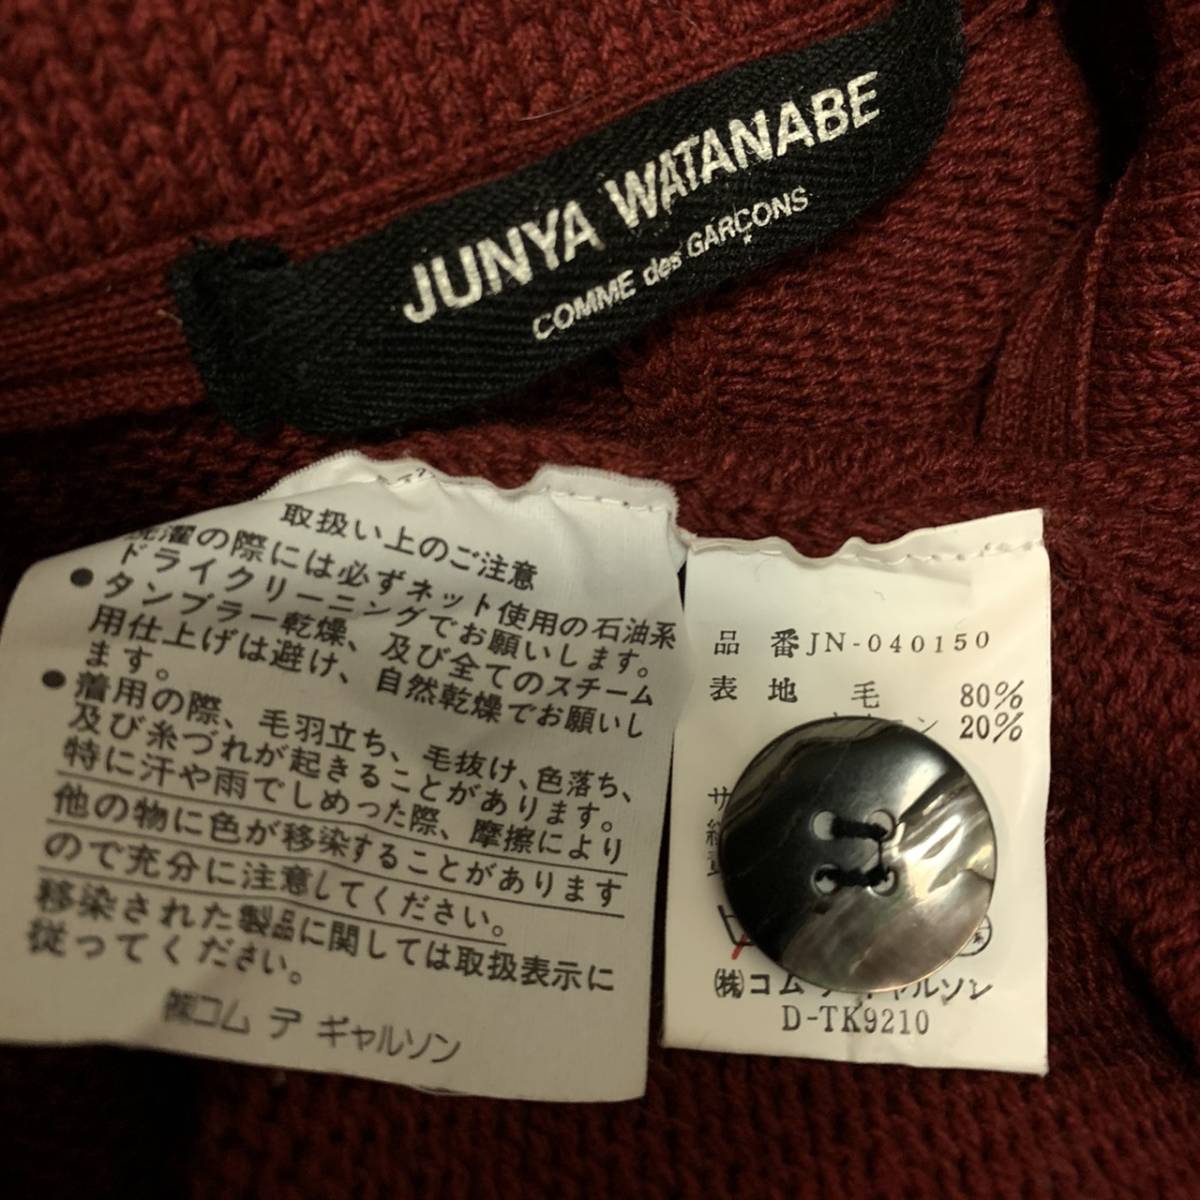 JUNYA WATANABE
COMME des GARÇONS
取扱い上のご注意
洗濯の際には必ずネット使用の石油系
ドライクリーニングでお願いします。
● タンブラー乾燥、及び全てのスチーム
用仕上げは避け、自然乾燥でお願いし
ます。
● 着用の際、毛羽立ち、毛抜け、色落ち、
及び糸づれが起きることがあります。
特に汗や雨でしめった際、摩擦により
他の物に色が移染することがあります
ので充分に注意してください。
移染された製品に関しては取扱表示に
従ってください。
㈱コム デ ギャルソン
品 番 JN-040150
表 地 毛 80%
ン 20%
㈱コム デ ギャルソン
D-TK9210